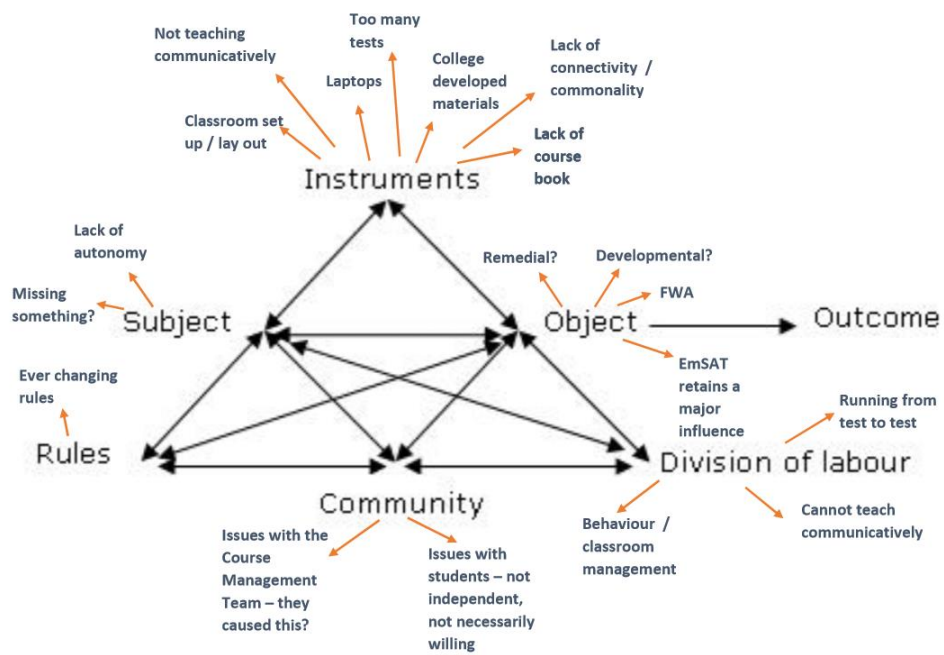 Too many
tests
Not teaching
communicatively
Lack of
connectivity /
commonality
College
developed
materials
Laptops
Classroom set
up / lay out
Lack of
course
book
Instruments
Lack of
autonomy
Remedial?
Developmental?
Missing
something?
FWA
Subject
Object
Outcome
Ever changing
rules
EmSAT
retains a
major
influence
Running from
test to test
Rules
Division of labour
Community
Cannot teach
communicatively
Behaviour /
classroom
management
Issues with the
Course
Management
Team – they
caused this?
Issues with
students – not
independent,
not necessarily
willing